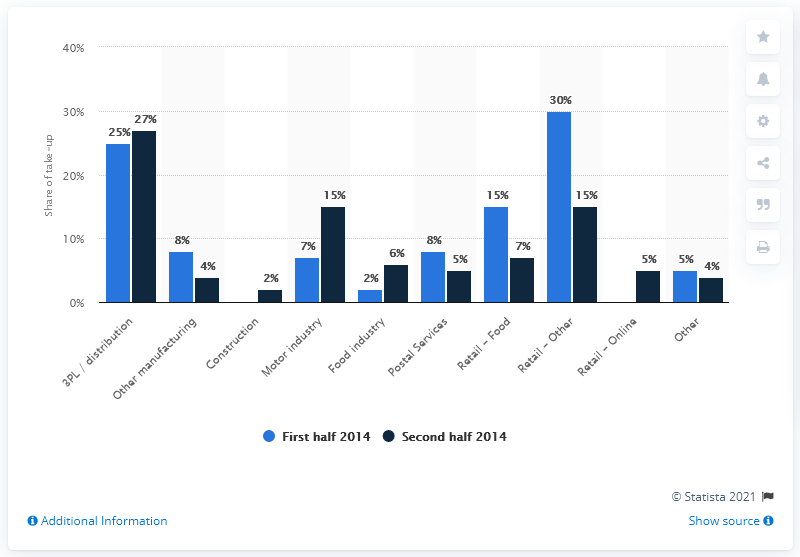 40%
30%
20%
10%
0%
Share of take-up
25% 27%
8% 4%
2%
7% 15%
2% 6%
8% 5%
15% 7%
30% 15%
5%
5% 4%
3PL / distribution
Other manufacturing
Construction
Motor industry
Food industry
Postal Services
Retail – Food
Retail – Other
Retail – Online
Other
First half 2014 Second half 2014
© Statista 2021
Additional Information Show source